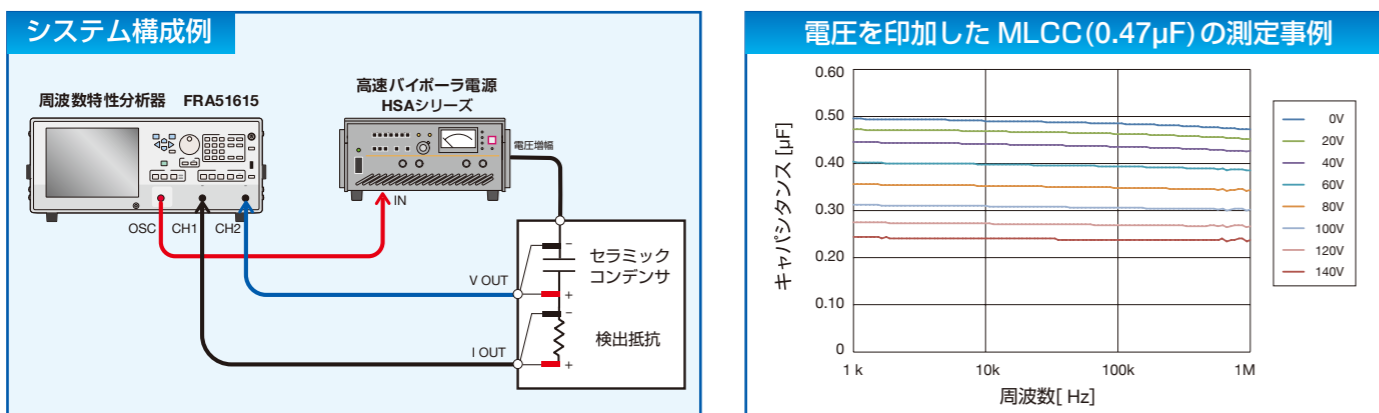 システム構成例
周波数特性分析器 FRA51615
高速バイポーラ電源
HSAシリーズ
電圧増幅
IN
OSC
CH1
CH2
V OUT
I OUT
−
セラミック
コンデンサ
+
−
検出抵抗
+
電圧を印加した MLCC(0.47µF)の測定事例
キャパシタンス [µF]
0.60
0.50
0.40
0.30
0.20
0.10
0
1 k
10k
100k
1M
周波数[ Hz]
0V
20V
40V
60V
80V
100V
120V
140V